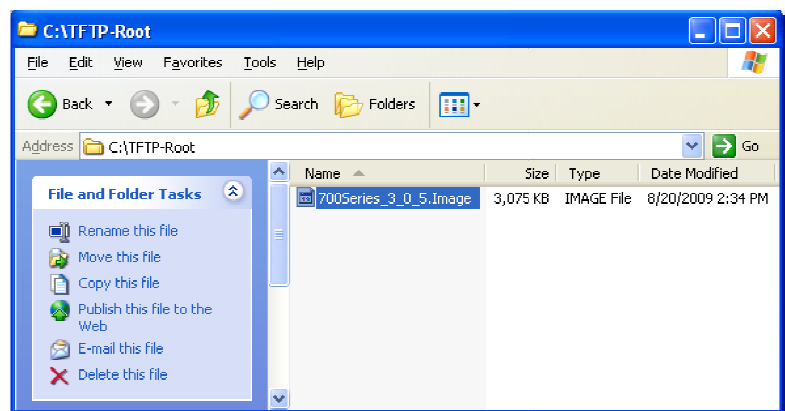 C:\TFTP-Root
File Edit View Favorites Tools Help
Back Search Folders
Address C:\TFTP-Root Go
Name Size Type Date Modified
700Series_3_0_5.Image 3,075 KB IMAGE File 8/20/2009 2:34 PM
File and Folder Tasks
Rename this file
Move this file
Copy this file
Publish this file to the
Web
E-mail this file
Delete this file